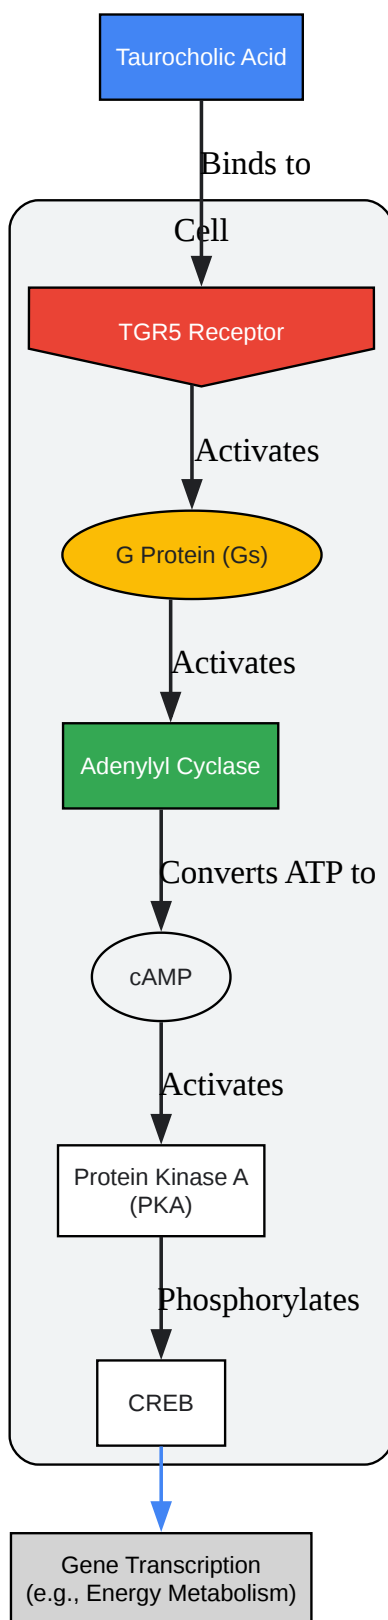 Taurocholic Acid
Binds to
Cell
TGR5 Receptor
Activates
G Protein (Gs)
Activates
Adenylyl Cyclase
Converts ATP to
cAMP
Activates
Protein Kinase A
(PKA)
Phosphorylates
CREB
Gene Transcription
(e.g., Energy Metabolism)